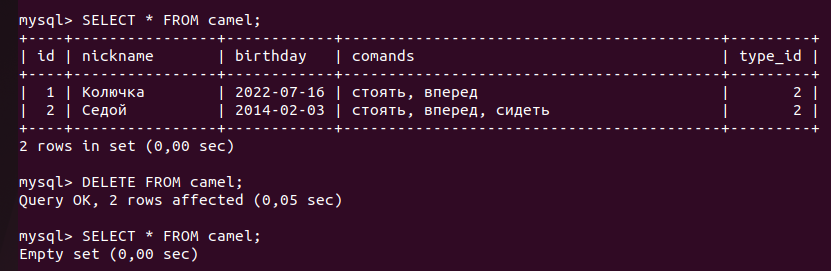 mysql> SELECT * FROM camel;
+----+----------------+------------+------------------------------------------+---------+
| id | nickname       | birthday   | comands                                  | type_id |
+----+----------------+------------+------------------------------------------+---------+
|  1 | Колючка        | 2022-07-16 | стоять, вперед                           |       2 |
|  2 | Седой          | 2014-02-03 | стоять, вперед, сидеть                   |       2 |
+----+----------------+------------+------------------------------------------+---------+
2 rows in set (0,00 sec)
mysql> DELETE FROM camel;
Query OK, 2 rows affected (0,05 sec)
mysql> SELECT * FROM camel;
Empty set (0,00 sec)